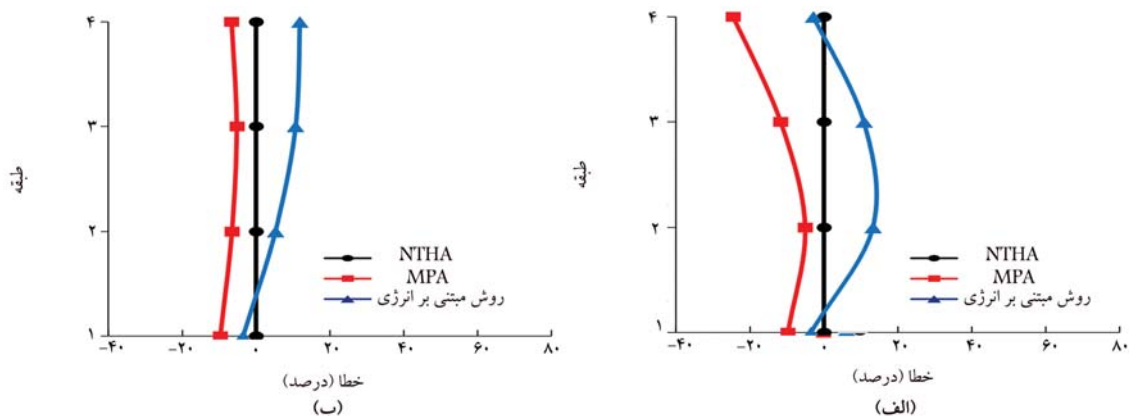 ۴
۳
۲
۱
طبقه
-۴۰ -۲۰ ۰ ۲۰ ۴۰ ۶۰ ۸۰
NTHA
MPA
روش مبتنی بر انرژی
خطا (درصد)
(الف)
۴
۳
۲
۱
طبقه
-۴۰ -۲۰ ۰ ۲۰ ۴۰ ۶۰ ۸۰
NTHA
MPA
روش مبتنی بر انرژی
خطا (درصد)
(ب)